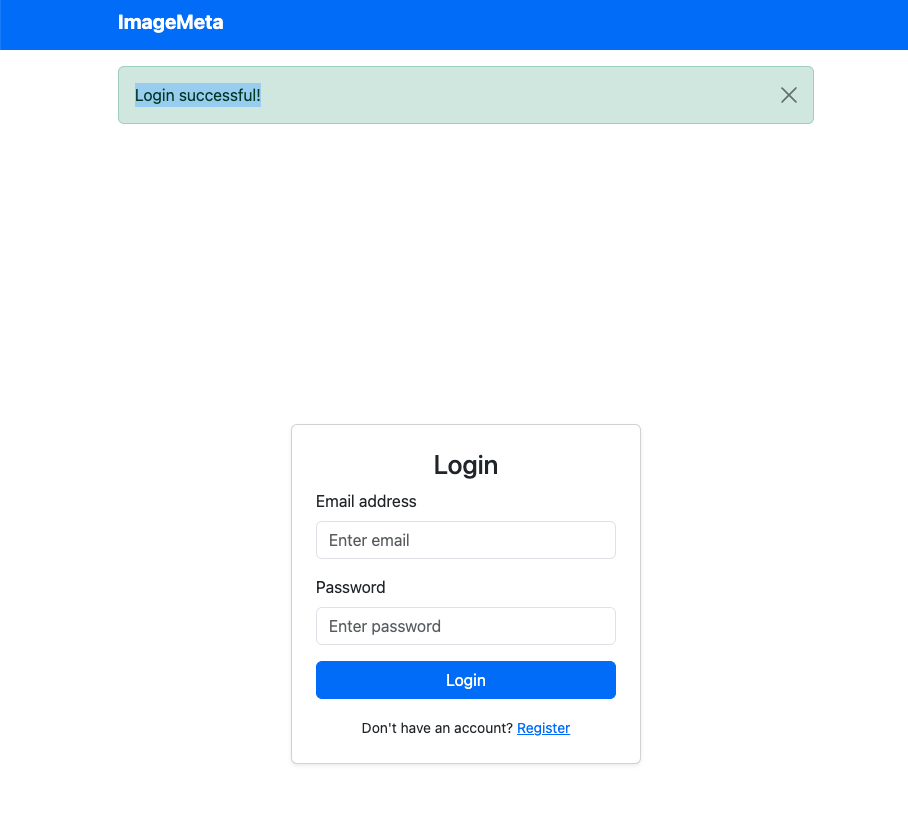 ImageMeta
Login successful!
Login
Email address
Enter email
Password
Enter password
Login
Don't have an account? Register